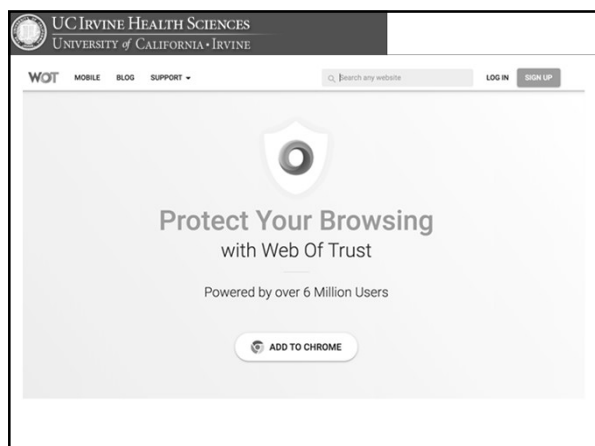 UC IRVINE HEALTH SCIENCES
UNIVERSITY of CALIFORNIA • IRVINE
WOT MOBILE BLOG SUPPORT Search any website LOG IN SIGN UP
Protect Your Browsing
with Web Of Trust
Powered by over 6 Million Users
ADD TO CHROME